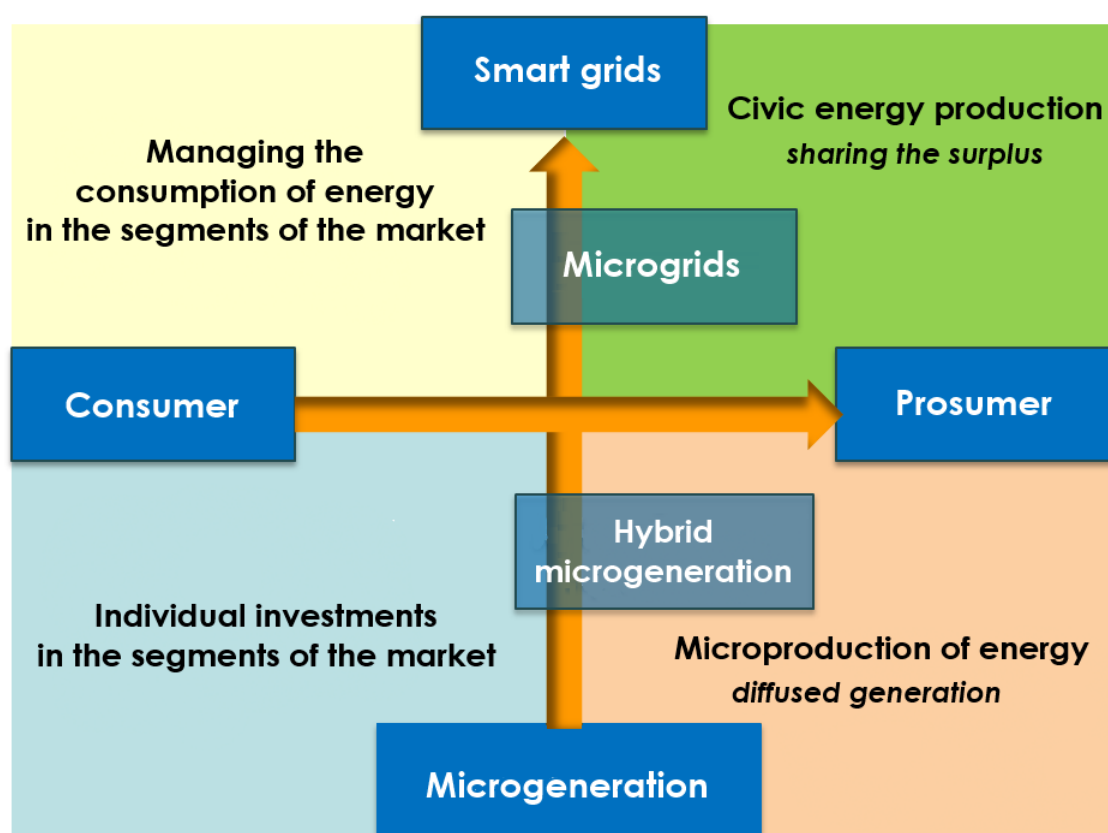 Smart grids
Civic energy production
sharing the surplus
Managing the
consumption of energy
in the segments of the market
Microgrids
Consumer
Prosumer
Hybrid
microgeneration
Individual investments
in the segments of the market
Microproduction of energy
diffused generation
Microgeneration